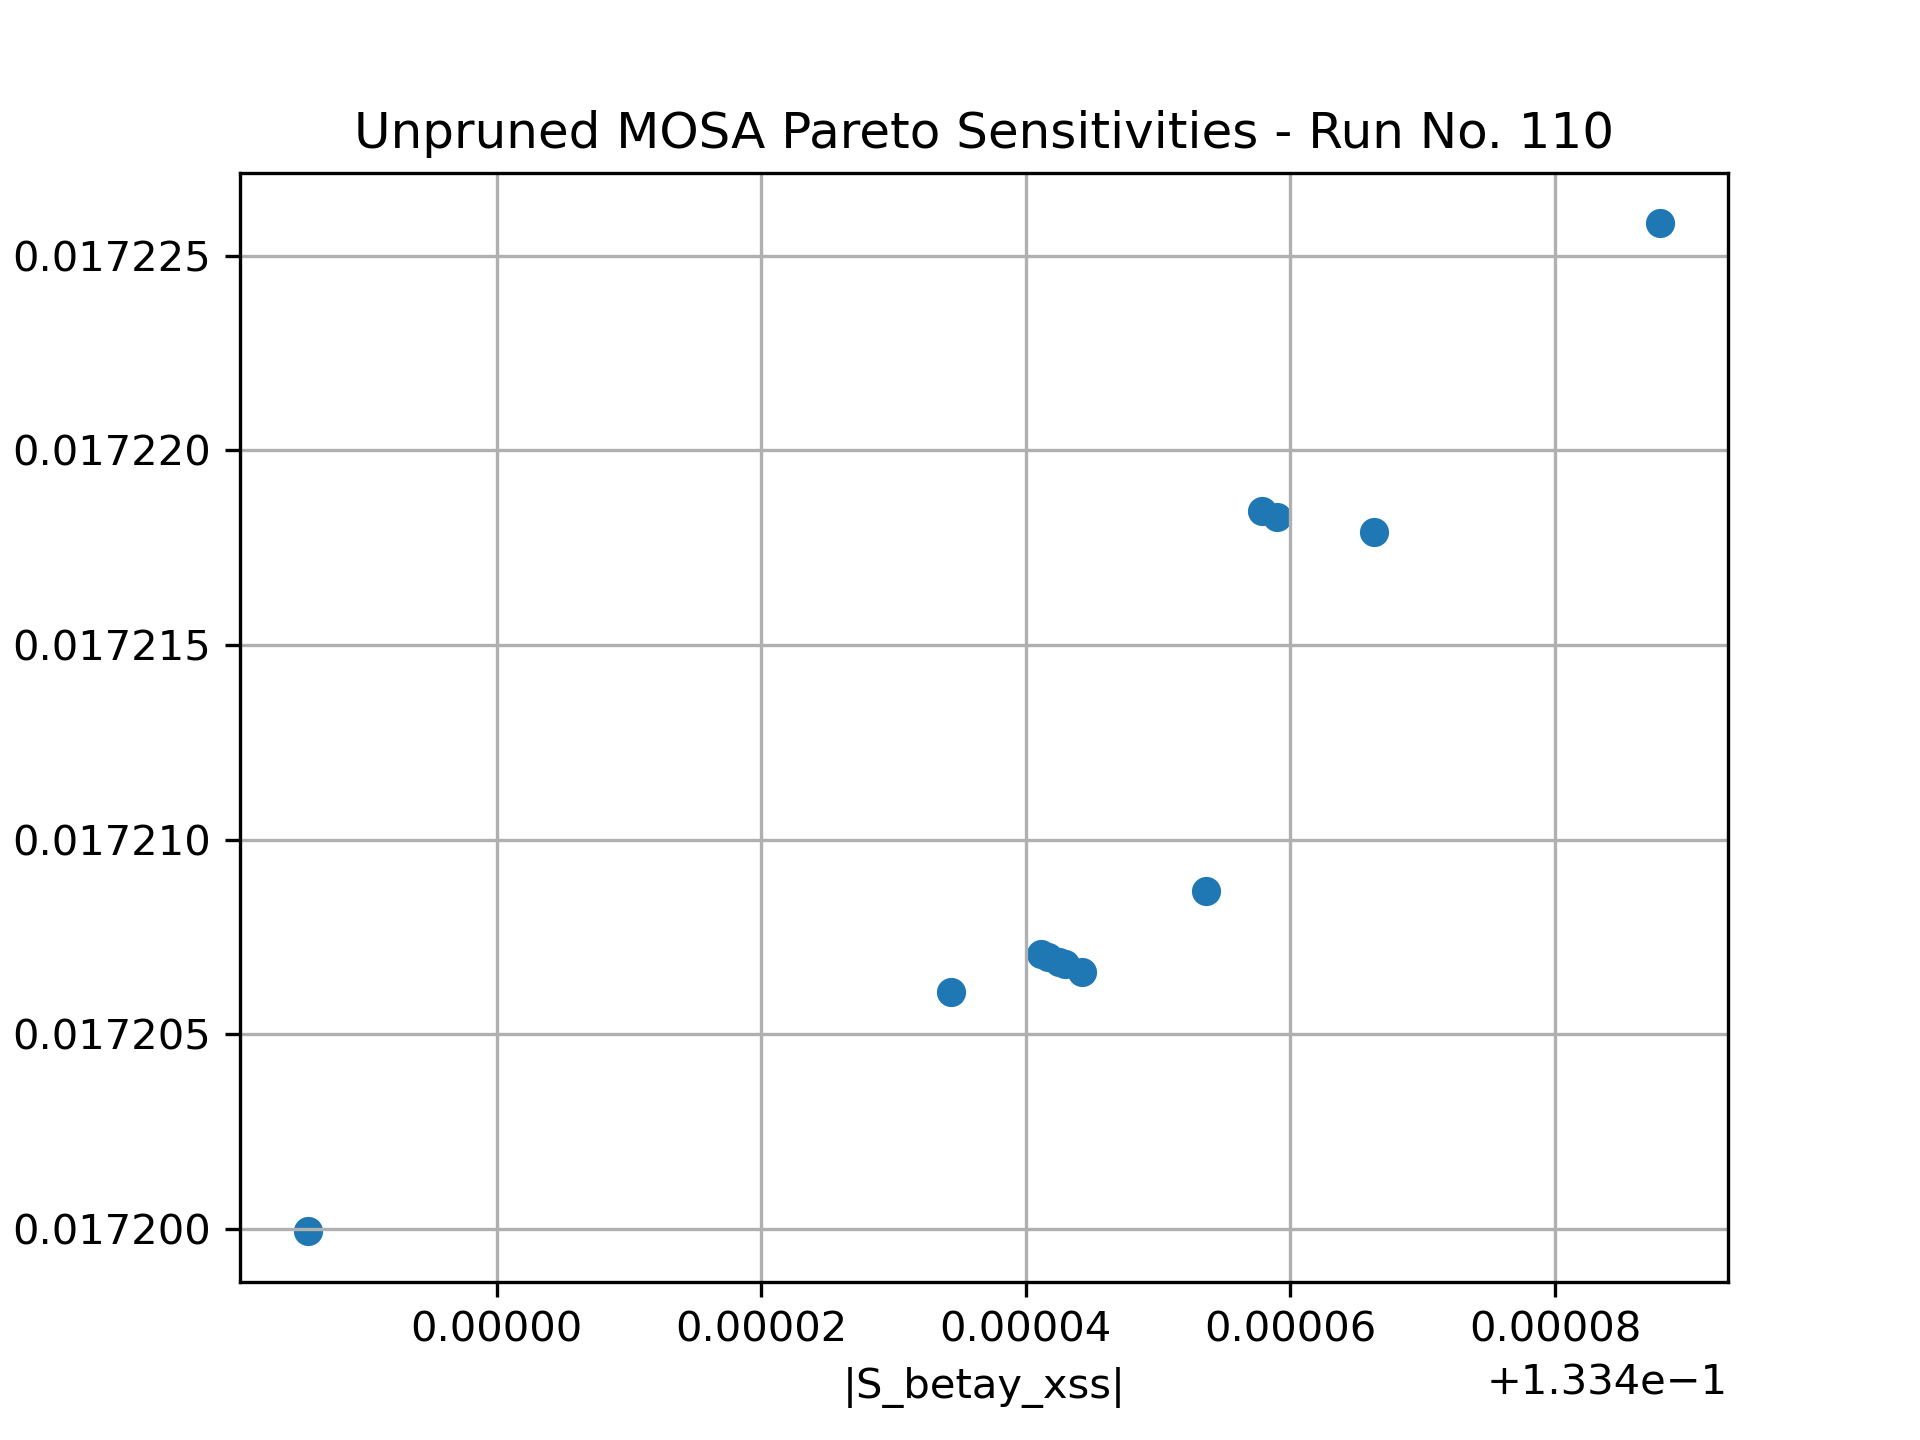 Unpruned MOSA Pareto Sensitivities - Run No. 110
0.017225
0.017220
0.017215
0.017210
0.017205
0.017200
0.00000 0.00002 0.00004 0.00006 0.00008
|S_betay_xss|
+1.334e−1